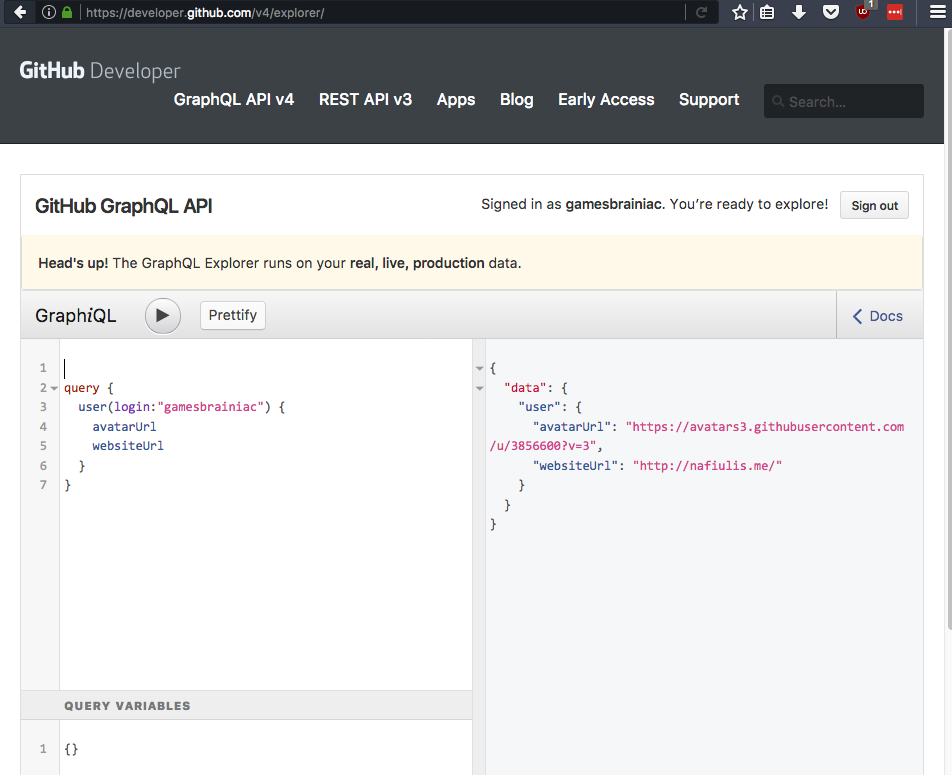 https://developer.github.com/v4/explorer/
1
GitHub Developer
GraphQL API v4 REST API v3 Apps Blog Early Access Support Search...
GitHub GraphQL API Signed in as gamesbrainiac. You’re ready to explore! Sign out
Head's up! The GraphQL Explorer runs on your real, live, production data.
GraphiQL Prettify Docs
1
2 query {
3 user(login:"gamesbrainiac") {
4 avatarUrl
5 websiteUrl
6 }
7 }
{
"data": {
"user": {
"avatarUrl": "https://avatars3.githubusercontent.com
/u/3856600?v=3",
"websiteUrl": "http://nafiulis.me/"
}
}
}
QUERY VARIABLES
1 {}